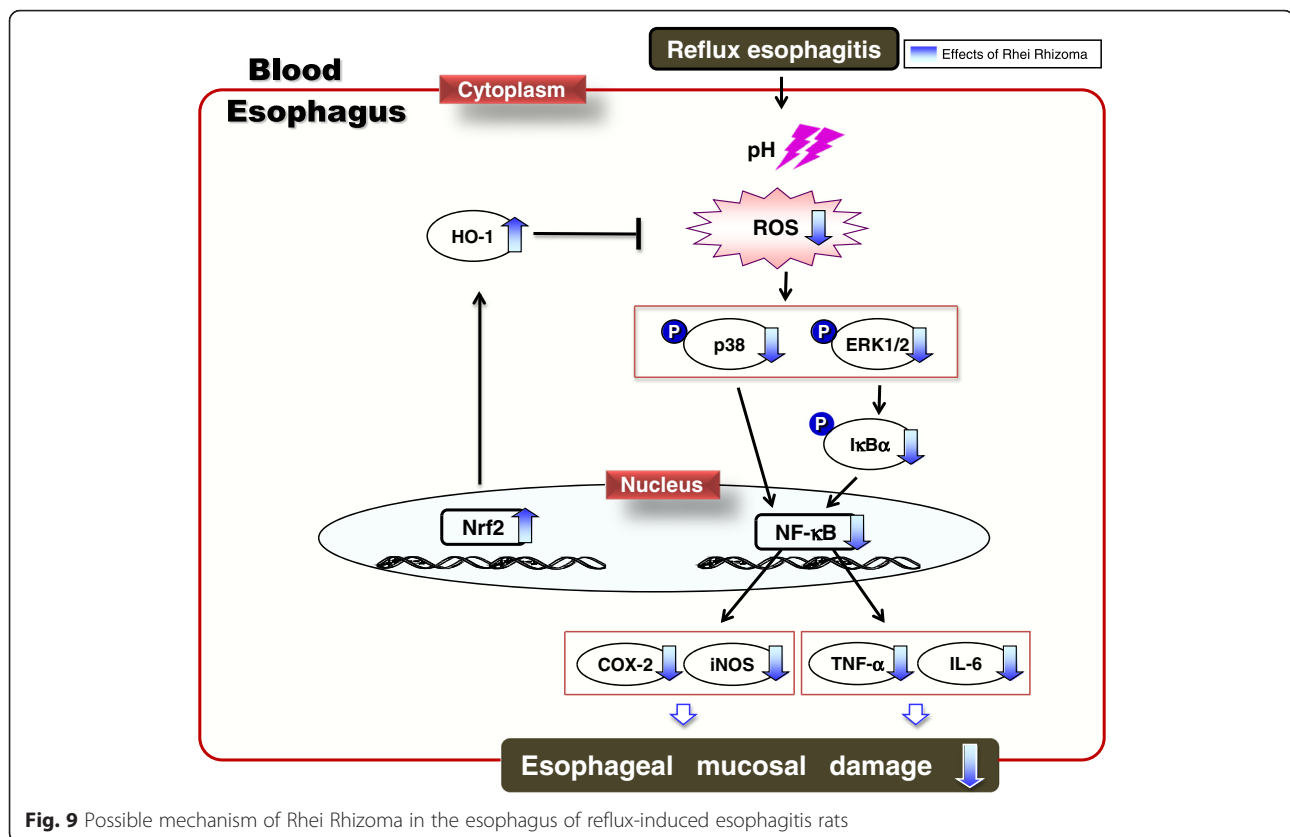 Reflux esophagitis
Effects of Rhei Rhizoma
Blood
Esophagus
Cytoplasm
pH
ROS
HO-1
P
p38
P
ERK1/2
P
IκBα
Nucleus
Nrf2
NF-κB
COX-2
iNOS
TNF-α
IL-6
Esophageal mucosal damage
Fig. 9 Possible mechanism of Rhei Rhizoma in the esophagus of reflux-induced esophagitis rats